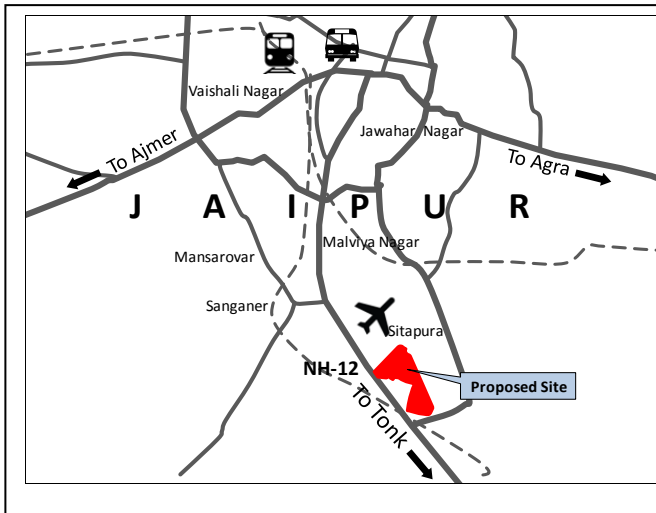 Vaishali Nagar
Jawahar Nagar
To Ajmer
To Agra
J A I P U R
Malviya Nagar
Mansarovar
Sanganer
Sitapura
NH-12
Proposed Site
To Tonk